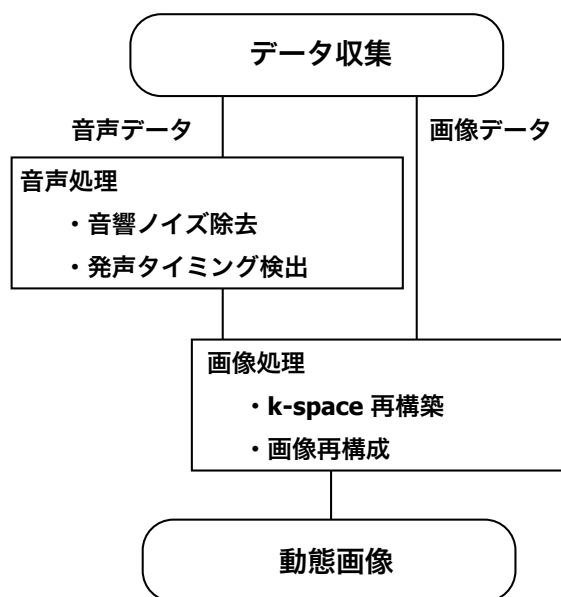 データ収集
音声データ
画像データ
音声処理
・音響ノイズ除去
・発声タイミング検出
画像処理
・k-space 再構築
・画像再構成
動態画像